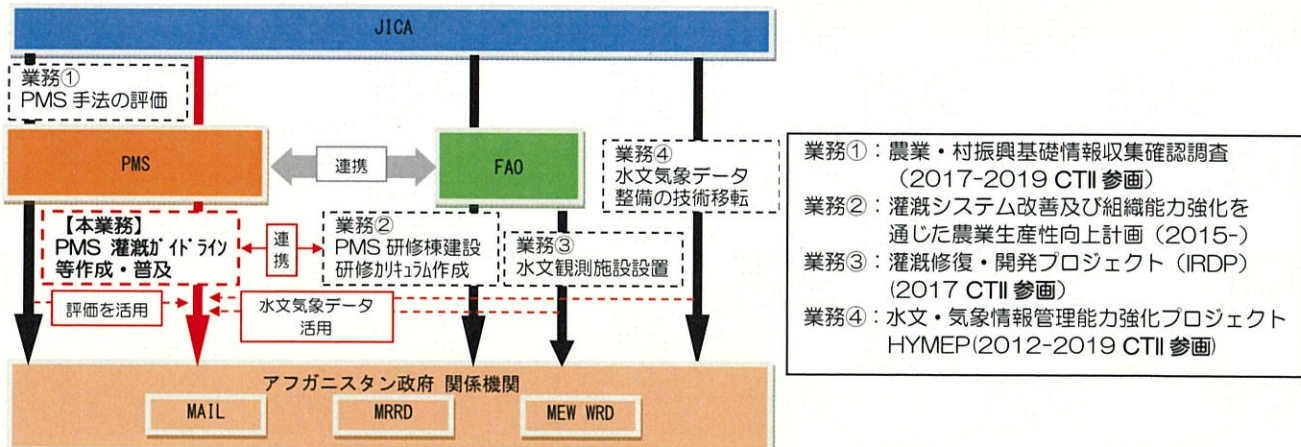 JICA
業務①
PMS 手法の評価
PMS
連携
FAO
業務④
水文気象データ
整備の技術移転
【本業務】
PMS 灌漑ｶﾞｲﾄﾞﾗｲﾝ
等作成・普及
連
携
業務②
PMS 研修棟建設
研修ｶﾘｷｭﾗﾑ作成
業務③
水文観測施設設置
評価を活用
水文気象データ
活用
アフガニスタン政府 関係機関
MAIL
MRRD
MEW WRD
業務①：農業・村振興基礎情報収集確認調査
（2017-2019 CTII 参画）
業務②：灌漑システム改善及び組織能力強化を
通じた農業生産性向上計画（2015-）
業務③：灌漑修復・開発プロジェクト（IRDP）
(2017 CTII 参画）
業務④：水文・気象情報管理能力強化プロジェクト
HYMEP(2012-2019 CTII 参画)